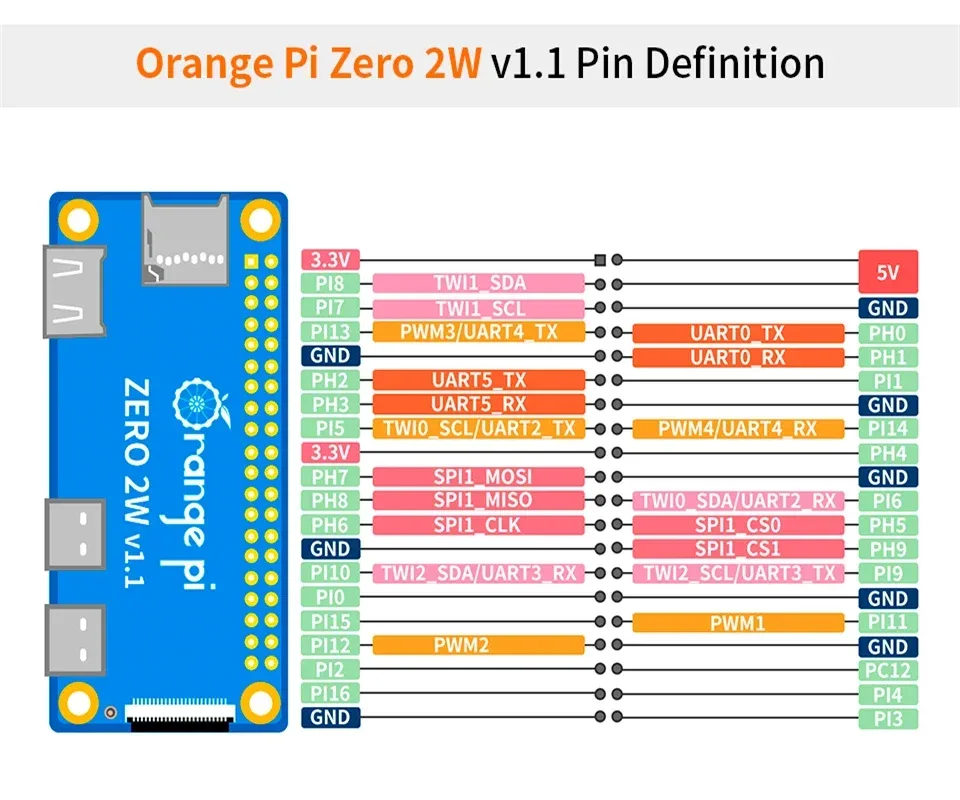 Orange Pi Zero 2W v1.1 Pin Definition
3.3V 5V
PI8 TWI1_SDA
PI7 TWI1_SCL GND
PI13 PWM3/UART4_TX UART0_TX PH0
GND UART0_RX PH1
PH2 UART5_TX PI1
PH3 UART5_RX GND
PI5 TWI0_SCL/UART2_TX PWM4/UART4_RX PI14
3.3V PH4
PH7 SPI1_MOSI GND
PH8 SPI1_MISO TWI0_SDA/UART2_RX PI6
PH6 SPI1_CLK SPI1_CS0 PH5
GND SPI1_CS1 PH9
PI10 TWI2_SDA/UART3_RX TWI2_SCL/UART3_TX PI9
PI0 GND
PI15 PWM1 PI11
PI12 PWM2 GND
PI2 PC12
PI16 PI4
GND PI3
Orange pi
ZERO 2W v1.1